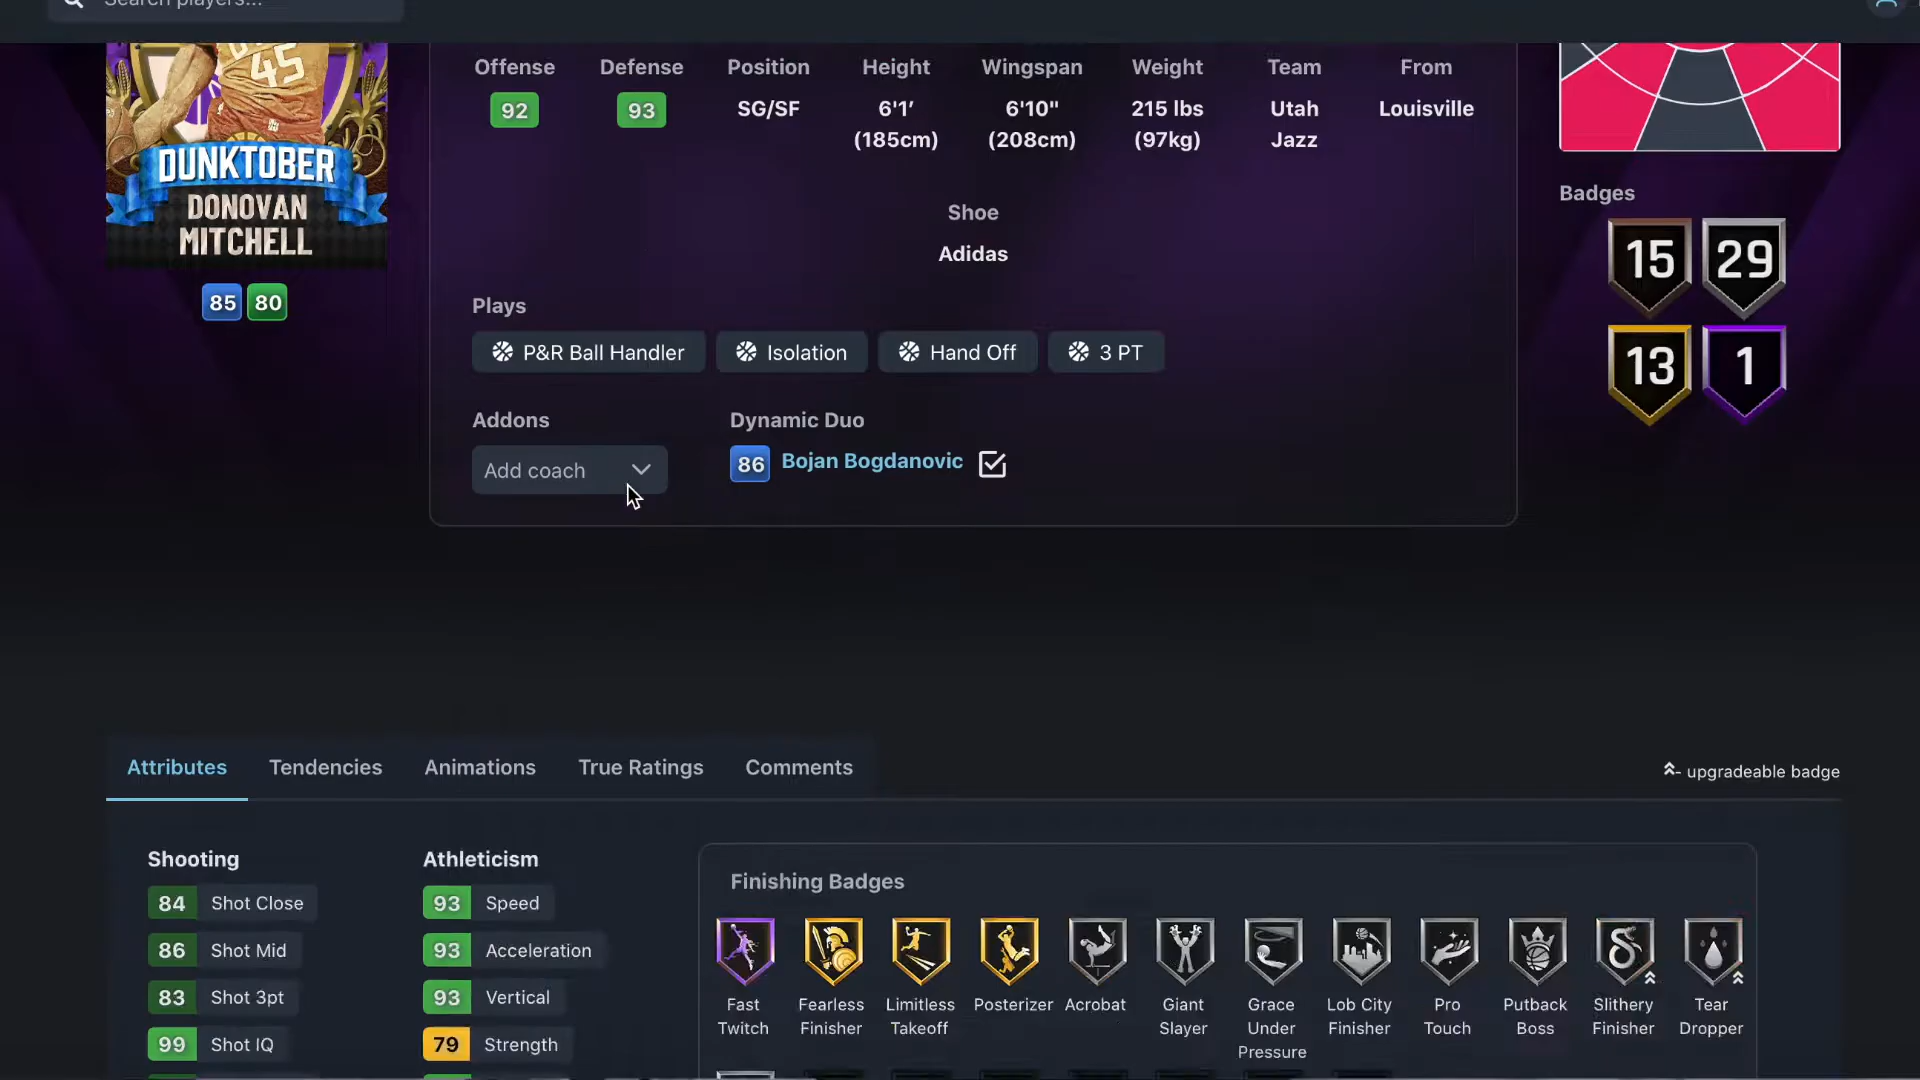 Search players...
45
DUNKTOBER
DONOVAN
MITCHELL
85 80
Offense Defense Position Height Wingspan Weight Team From
92 93 SG/SF 6'1' 6'10" 215 lbs Utah Louisville
(185cm) (208cm) (97kg) Jazz
Shoe
Adidas
Plays
P&R Ball Handler Isolation Hand Off 3 PT
Addons Dynamic Duo
Add coach 86 Bojan Bogdanovic
Badges
15 29
13 1
Attributes Tendencies Animations True Ratings Comments
- upgradeable badge
Shooting
84 Shot Close
86 Shot Mid
83 Shot 3pt
99 Shot IQ
Athleticism
93 Speed
93 Acceleration
93 Vertical
79 Strength
Finishing Badges
Fast Fearless Limitless Posterizer Acrobat Giant Grace Lob City Pro Putback Slithery Tear
Twitch Finisher Takeoff Slayer Under Finisher Touch Boss Finisher Dropper
Pressure